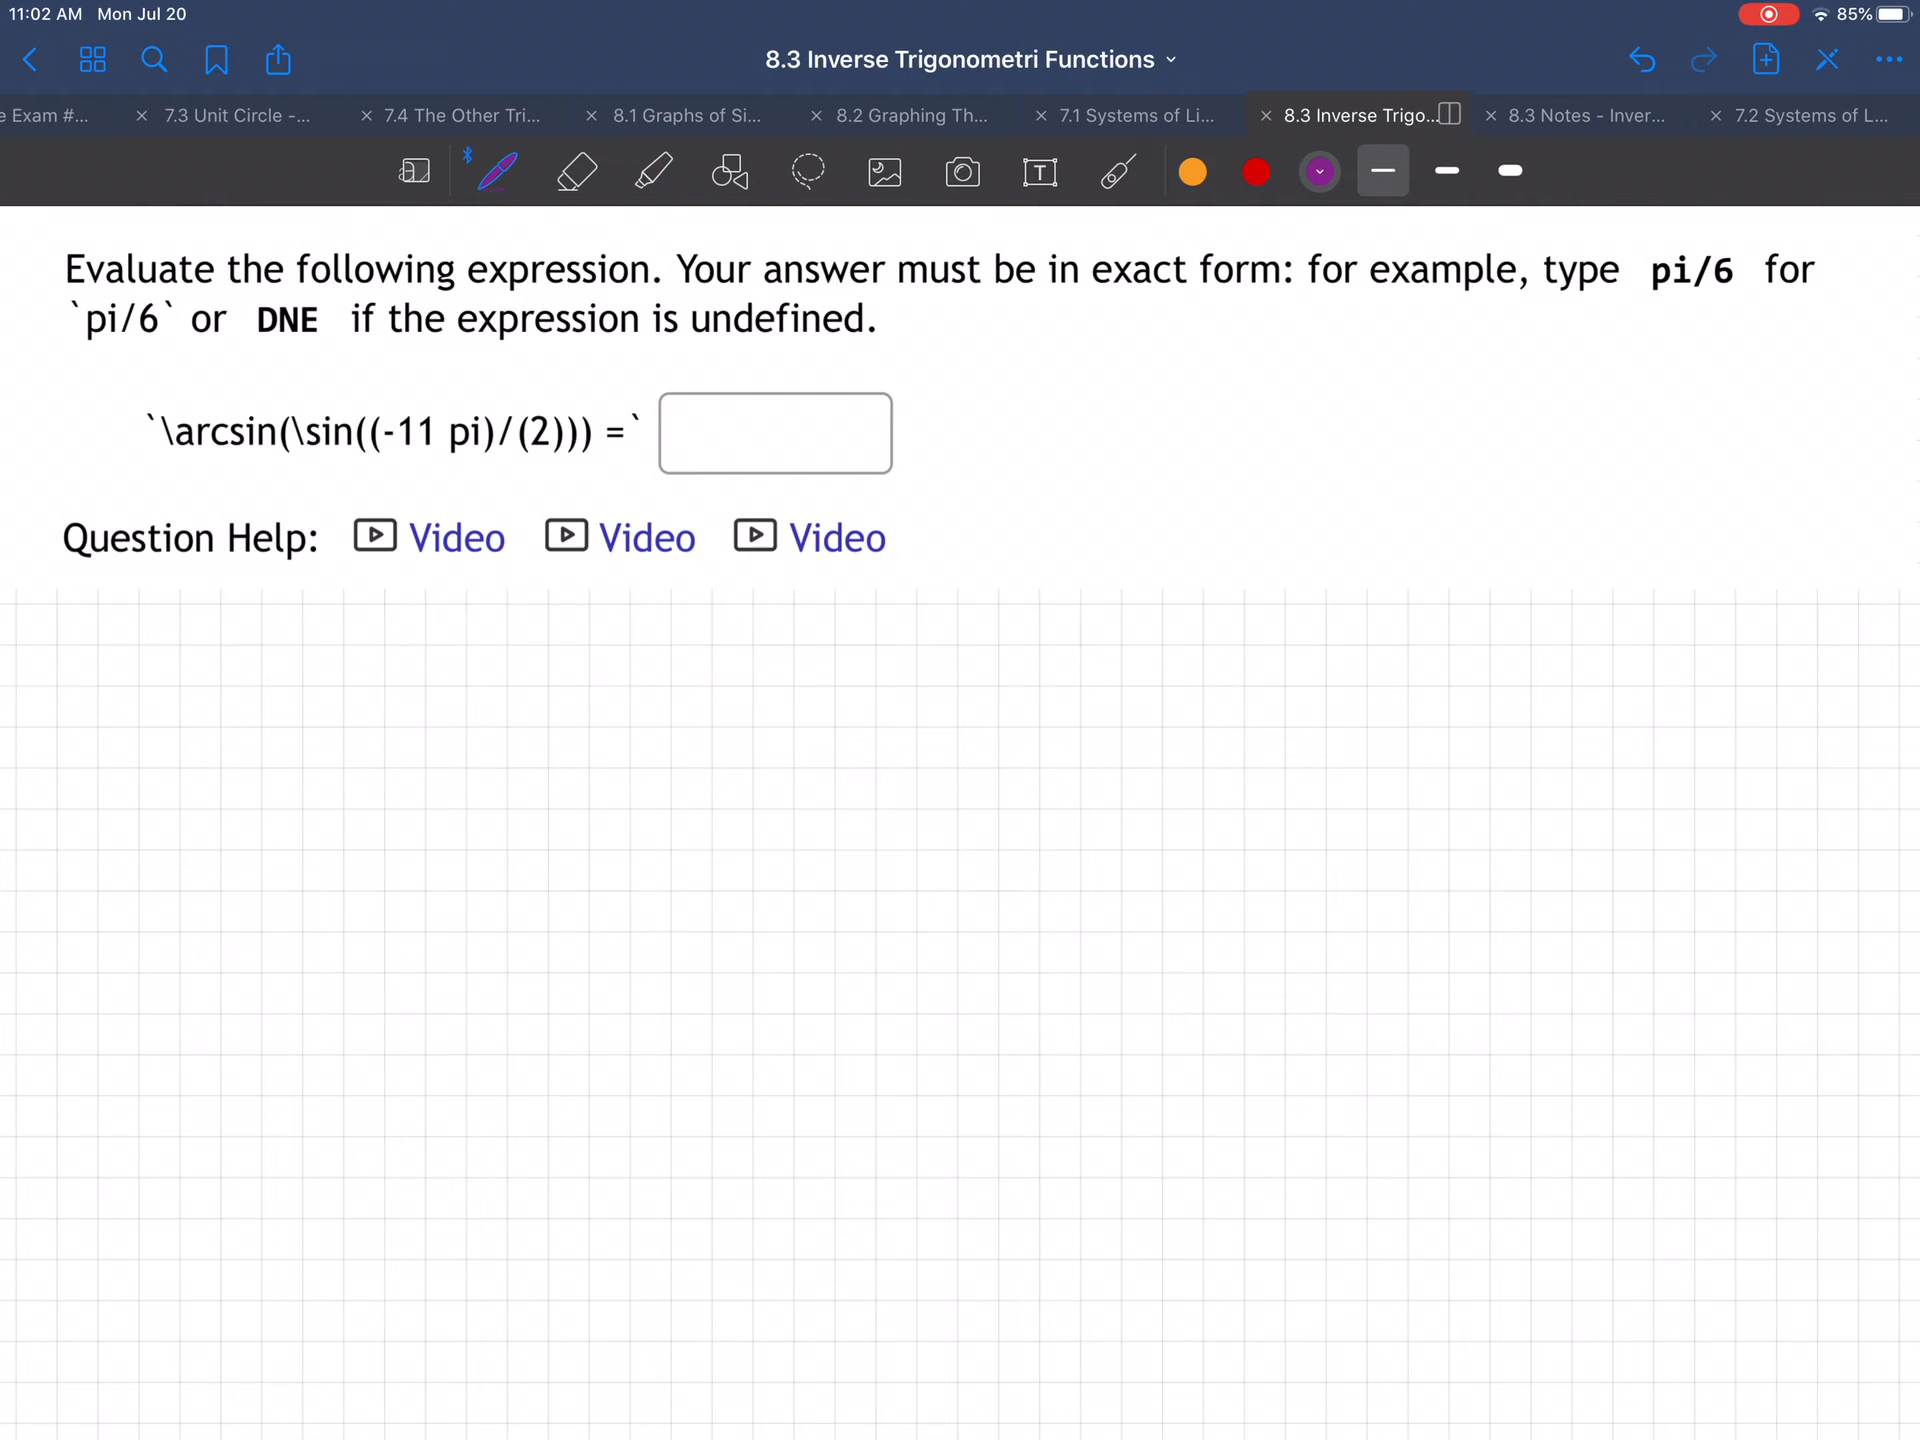 11:02 AM Mon Jul 20
85%
8.3 Inverse Trigonometri Functions
e Exam #...
7.3 Unit Circle -...
7.4 The Other Tri...
8.1 Graphs of Si...
8.2 Graphing Th...
7.1 Systems of Li...
8.3 Inverse Trigo...
8.3 Notes - Inver...
7.2 Systems of L...
T
Evaluate the following expression. Your answer must be in exact form: for example, type pi/6 for
`pi/6` or DNE if the expression is undefined.
`\arcsin(\sin((-11 pi)/(2))) =`
Question Help: Video Video Video